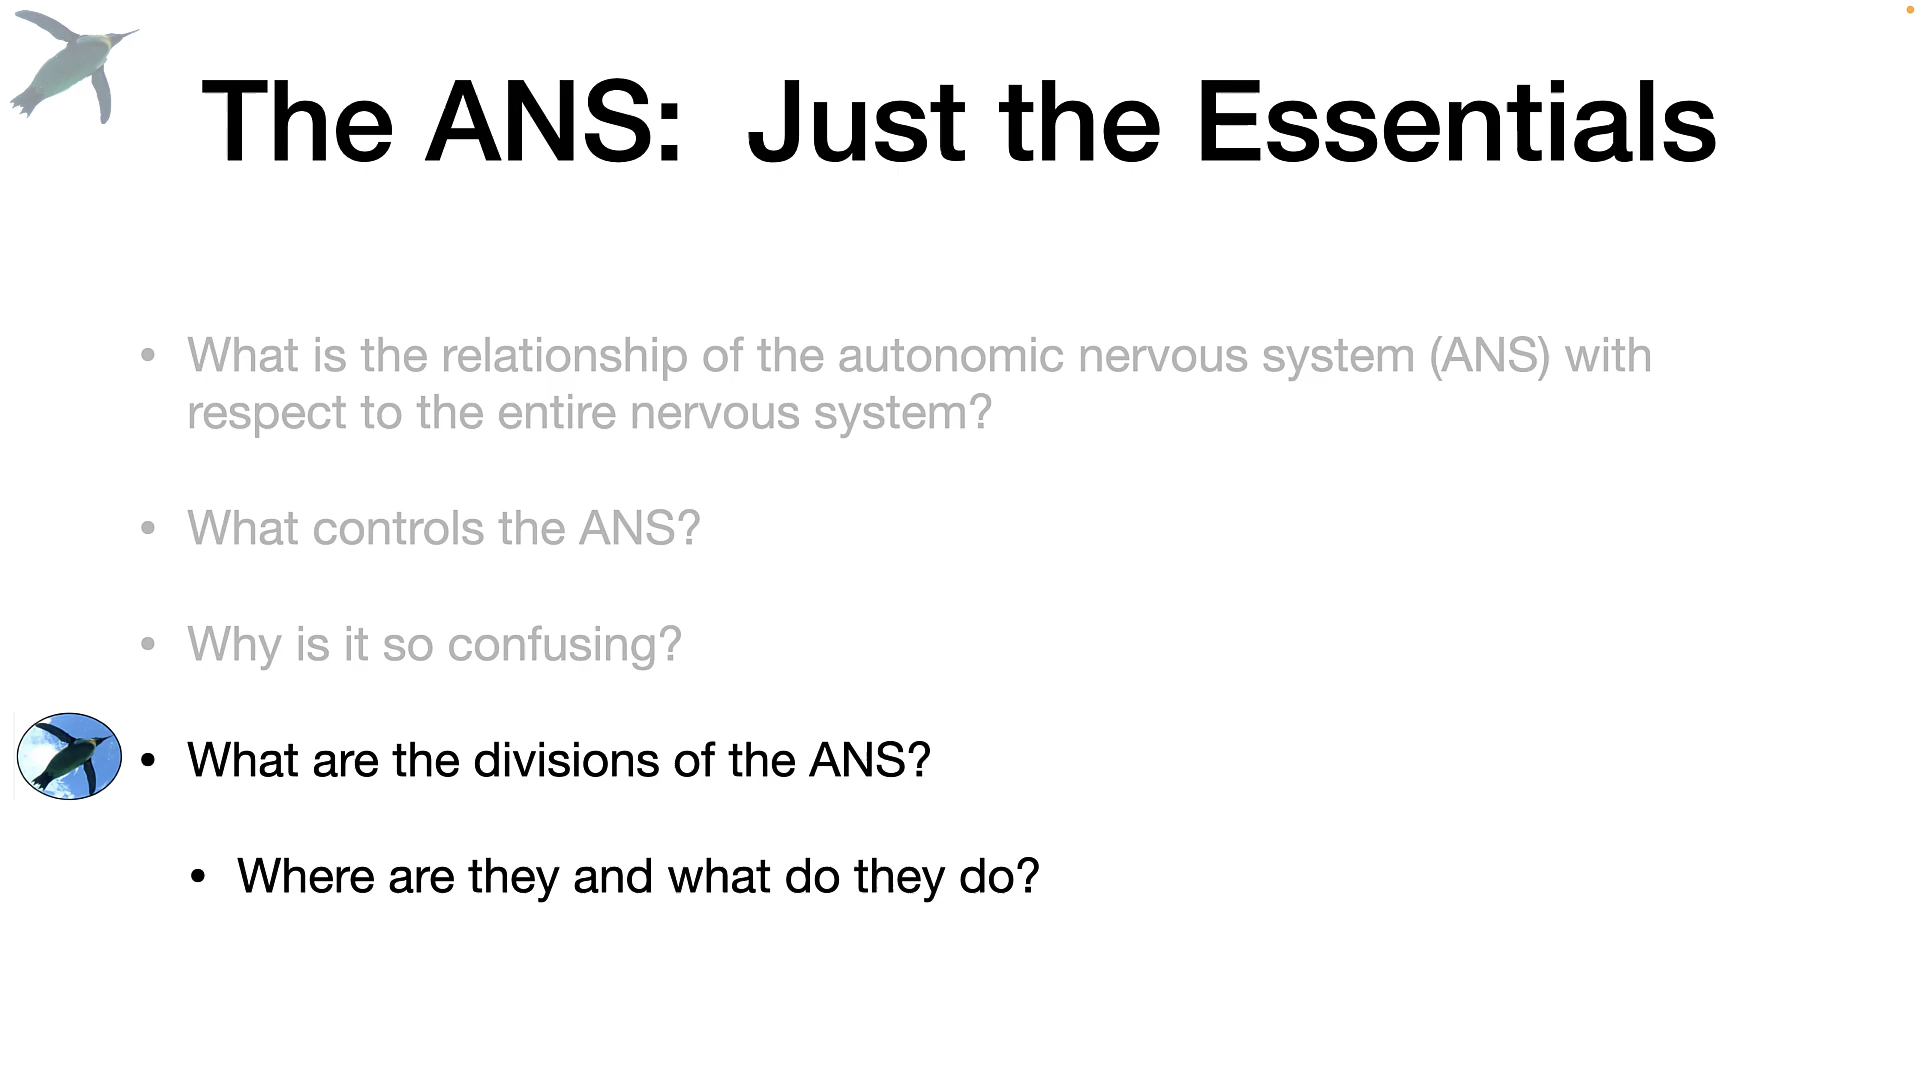 The ANS:  Just the Essentials
• What is the relationship of the autonomic nervous system (ANS) with
respect to the entire nervous system?
• What controls the ANS?
• Why is it so confusing?
• What are the divisions of the ANS?
• Where are they and what do they do?